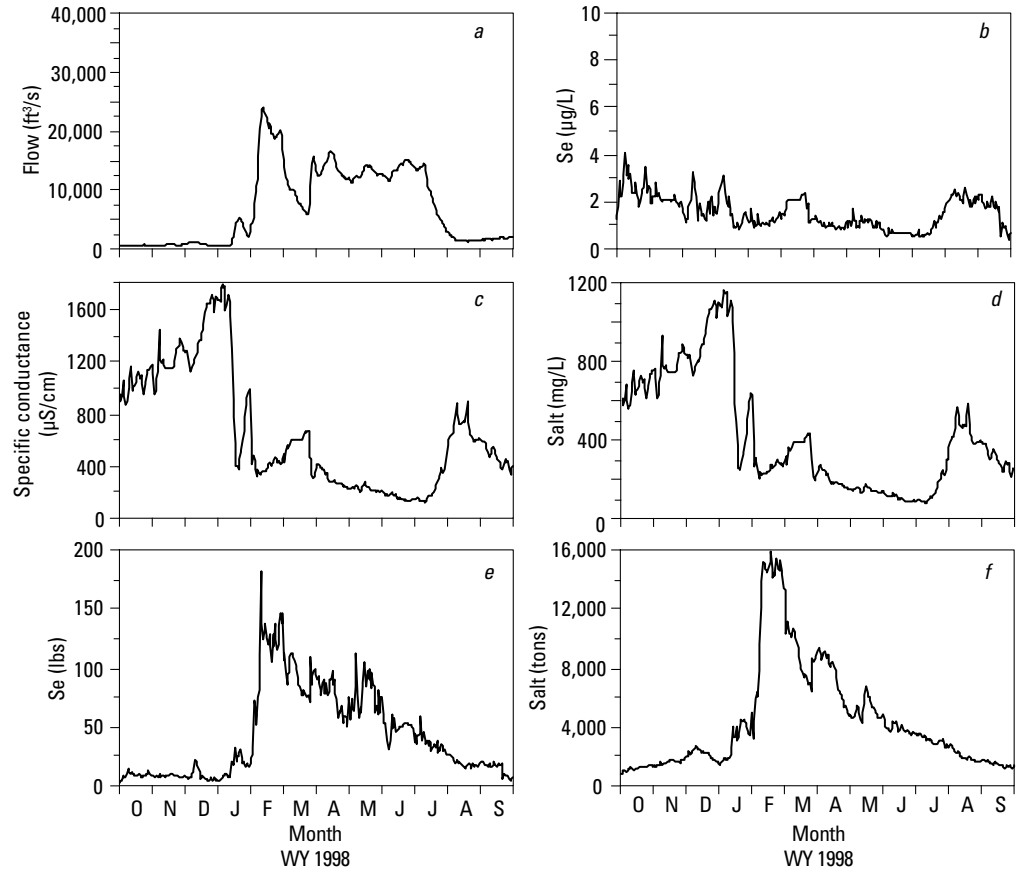 a
40,000
30,000
20,000
10,000
0
Flow (ft³/s)
b
10
8
6
4
2
0
Se (µg/L)
c
1600
1200
800
400
0
Specific conductance
(µS/cm)
d
1200
800
400
0
Salt (mg/L)
e
200
150
100
50
0
Se (lbs)
O N D J F M A M J J A S
Month
WY 1998
f
16,000
12,000
8,000
4,000
0
Salt (tons)
O N D J F M A M J J A S
Month
WY 1998